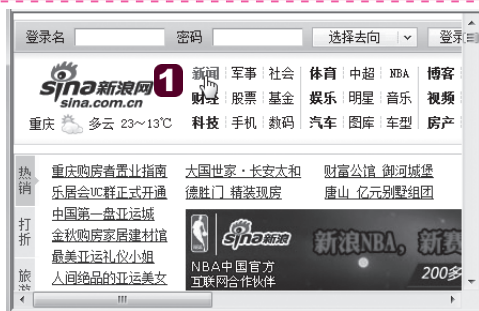 登录名 密码 选择去向 登录
sina新浪网
sina.com.cn
1
重庆 多云 23~13℃
新闻 军事 社会 体育 中超 NBA 博客
财经 股票 基金 娱乐 明星 音乐 视频
科技 手机 数码 汽车 图库 车型 房产
热销
打折
旅游
重庆购房者置业指南 大国世家·长安太和 财富公馆 御河城堡
乐居会UC群正式开通 德胜门 精装现房 唐山 亿元别墅组团
中国第一盘亚运城
金秋购房家居建材馆
最美亚运礼仪小姐
人间绝品的亚运美女
sina新浪
NBA中国官方
互联网合作伙伴
新浪NBA，新赛
200多